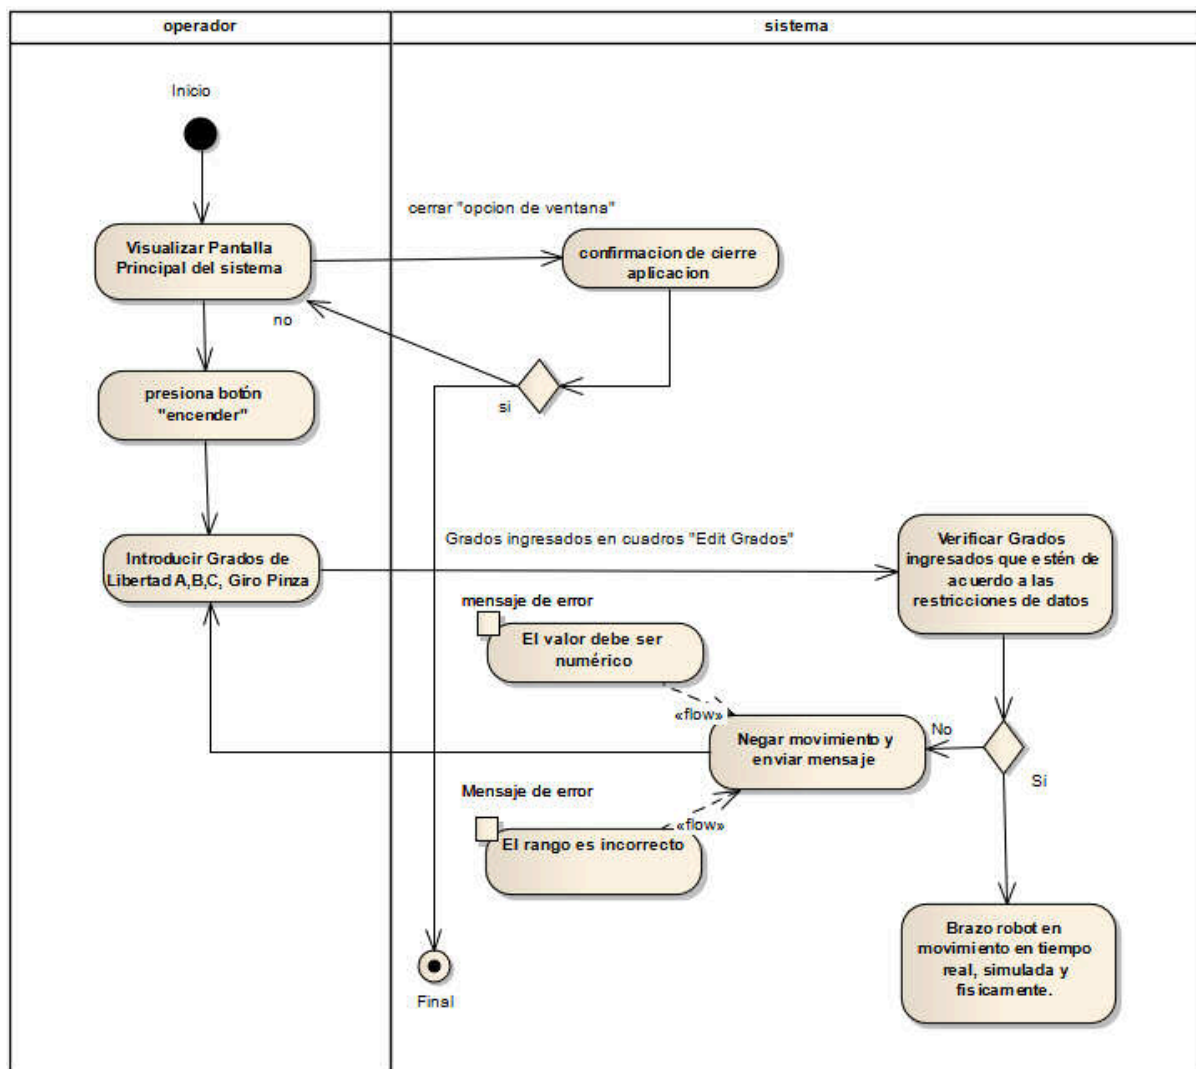 operador
sistema
Inicio
cerrar "opcion de ventana"
Visualizar Pantalla
Principal del sistema
confirmacion de cierre
aplicacion
no
si
presiona botón
"encender"
Grados ingresados en cuadros "Edit Grados"
Introducir Grados de
Libertad A,B,C, Giro Pinza
Verificar Grados
ingresados que estén de
acuerdo a las
restricciones de datos
mensaje de error
El valor debe ser
numérico
«flow»
Negar movimiento y
enviar mensaje
No
Si
Mensaje de error
«flow»
El rango es incorrecto
Brazo robot en
movimiento en tiempo
real, simulada y
fisicamente.
Final